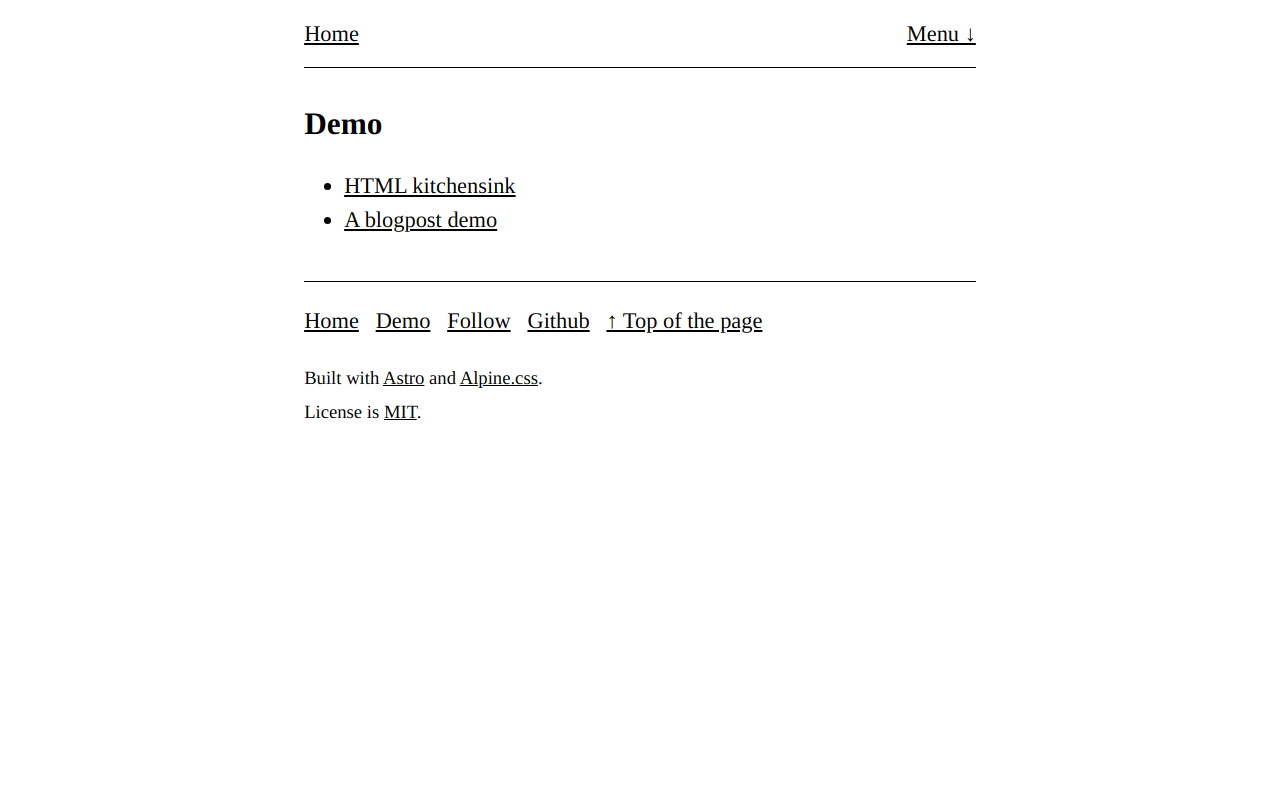 Home Menu ↓
Demo
HTML kitchensink
A blogpost demo
Home Demo Follow Github ↑ Top of the page
Built with Astro and Alpine.css.
License is MIT.